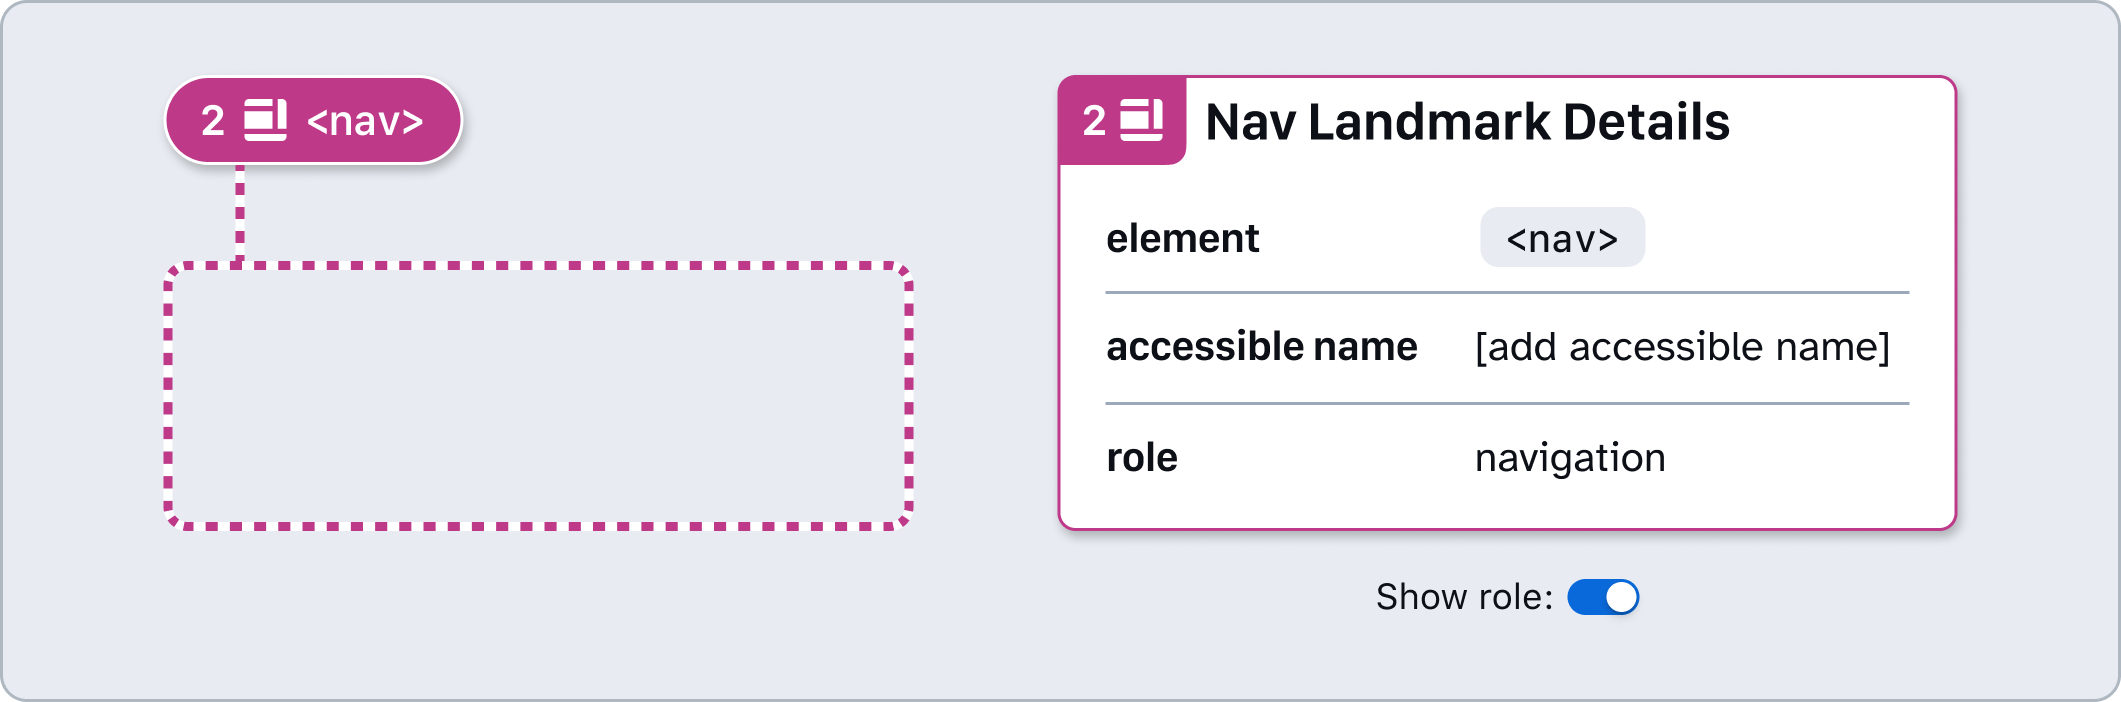 2 <nav>
2 Nav Landmark Details
element <nav>
accessible name [add accessible name]
role navigation
Show role: